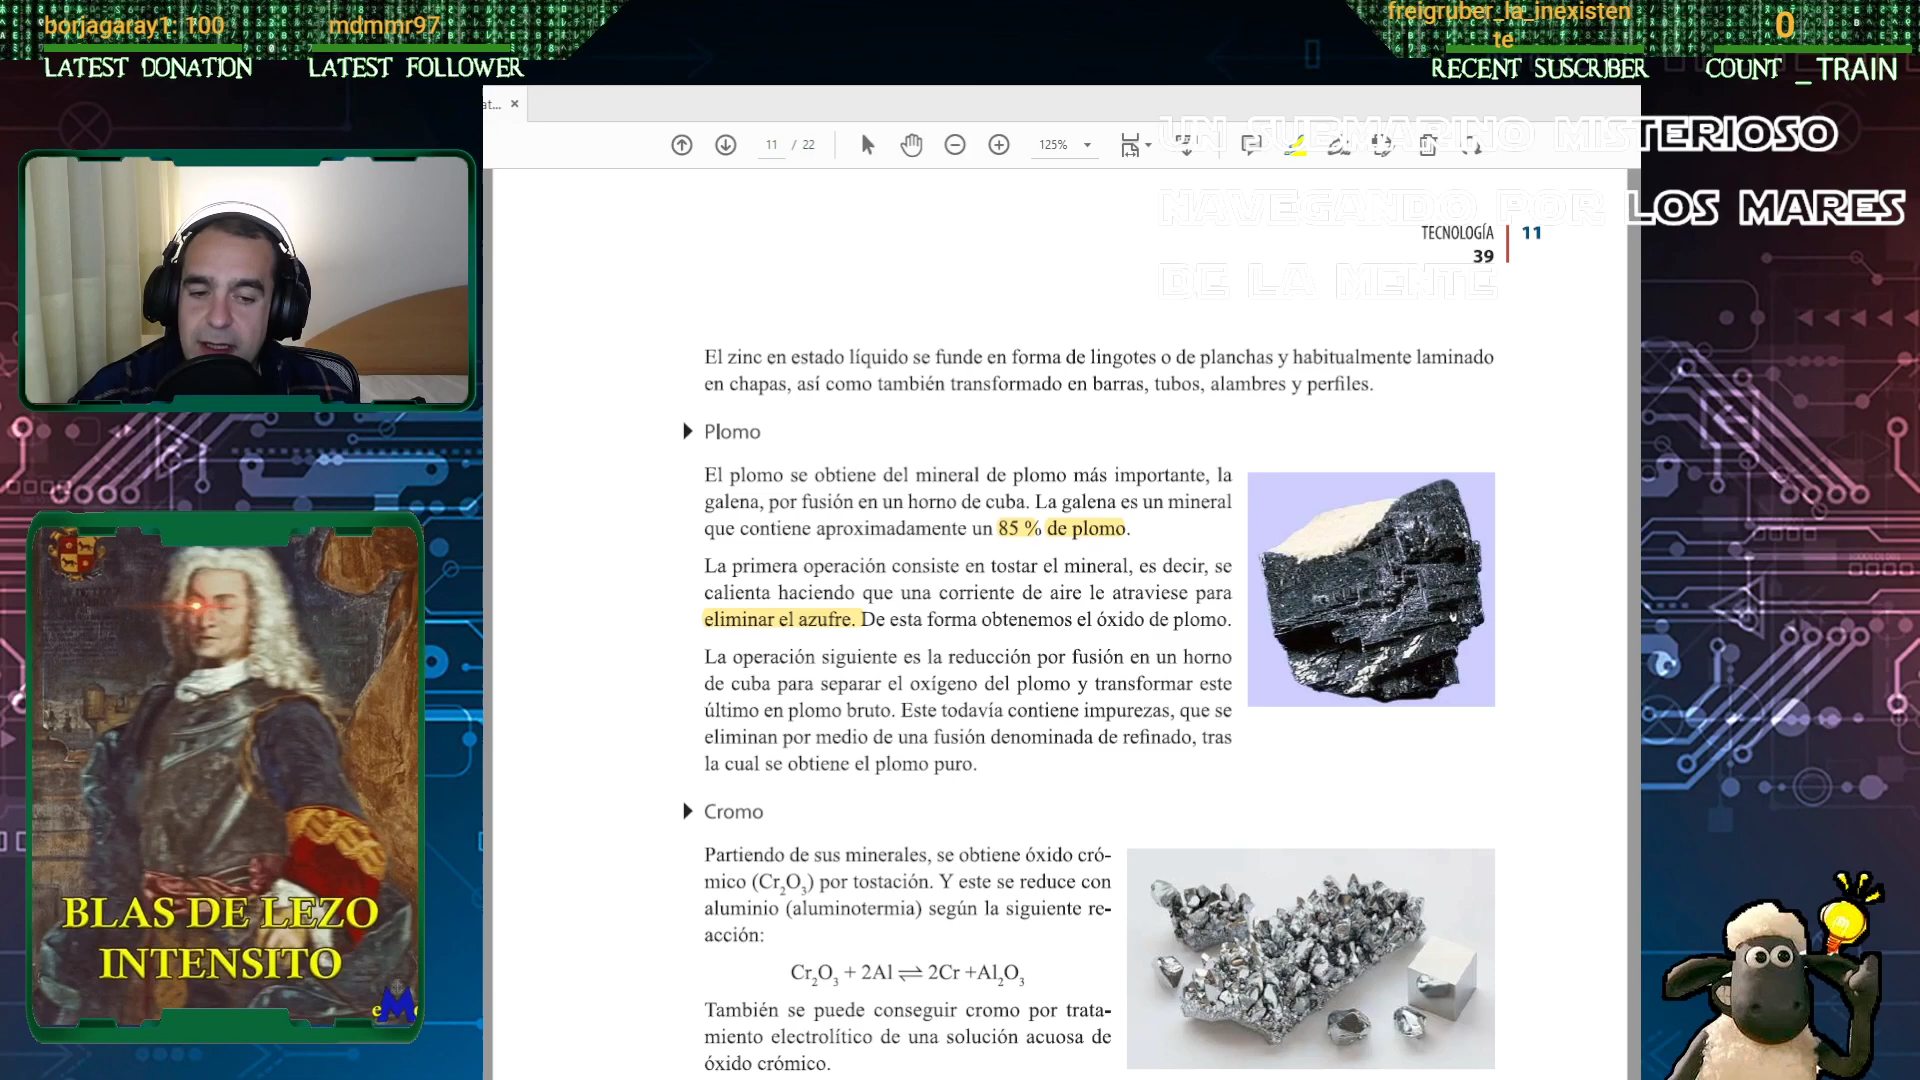 borjagaray1: 100
LATEST DONATION
mdmmr97
LATEST FOLLOWER
freigruber_la_inexisten
te
RECENT SUSCRIBER
0
COUNT _TRAIN
at... ×
11 / 22
125%
UN SUBMARINO MISTERIOSO
NAVEGANDO POR LOS MARES
DE LA MENTE
TECNOLOGÍA 11
39
El zinc en estado líquido se funde en forma de lingotes o de planchas y habitualmente laminado
en chapas, así como también transformado en barras, tubos, alambres y perfiles.
Plomo
El plomo se obtiene del mineral de plomo más importante, la
galena, por fusión en un horno de cuba. La galena es un mineral
que contiene aproximadamente un 85 % de plomo.
La primera operación consiste en tostar el mineral, es decir, se
calienta haciendo que una corriente de aire le atraviese para
eliminar el azufre. De esta forma obtenemos el óxido de plomo.
La operación siguiente es la reducción por fusión en un horno
de cuba para separar el oxígeno del plomo y transformar este
último en plomo bruto. Este todavía contiene impurezas, que se
eliminan por medio de una fusión denominada de refinado, tras
la cual se obtiene el plomo puro.
Cromo
Partiendo de sus minerales, se obtiene óxido cró-
mico (Cr₂O₃) por tostación. Y este se reduce con
aluminio (aluminotermia) según la siguiente re-
acción:
Cr₂O₃ + 2Al ⇌ 2Cr +Al₂O₃
También se puede conseguir cromo por trata-
miento electrolítico de una solución acuosa de
óxido crómico.
BLAS DE LEZO
INTENSITO